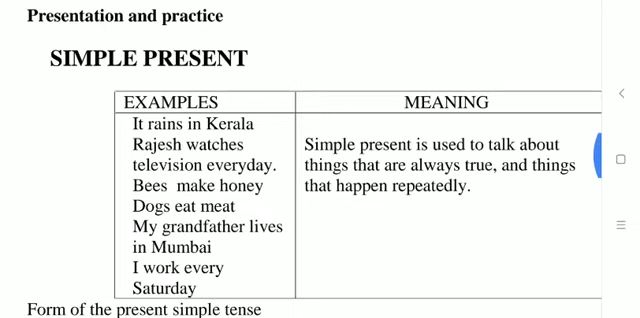 Presentation and practice
SIMPLE PRESENT
EXAMPLES
MEANING
It rains in Kerala
Rajesh watches
television everyday.
Bees make honey
Dogs eat meat
My grandfather lives
in Mumbai
I work every
Saturday
Simple present is used to talk about
things that are always true, and things
that happen repeatedly.
Form of the present simple tense